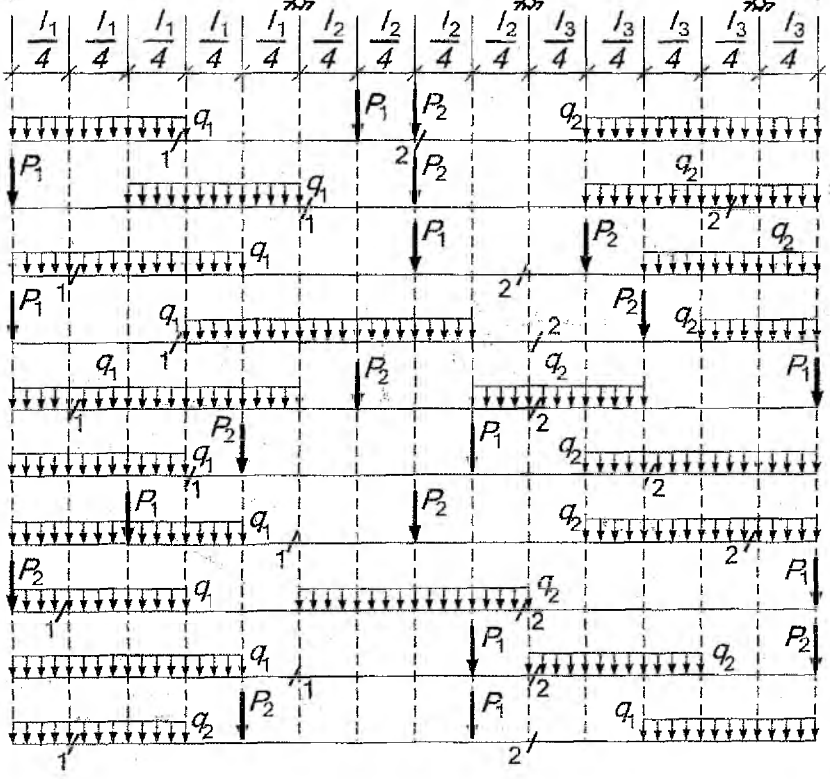 l₁/4 l₁/4 l₁/4 l₁/4 l₁/4 l₂/4 l₂/4 l₂/4 l₂/4 l₃/4 l₃/4 l₃/4 l₃/4 l₃/4
q₁ P₁ P₂ q₂
1 2
P₁ q₁ P₂ q₂
1 2
q₁ P₁ P₂ q₂
1 2
P₁ q₁ P₂ q₂
1 2
q₁ P₂ q₂ P₁
1 2
q₁ P₂ P₁ q₂
1 2
P₁ q₁ P₂ q₂
1 2
P₂ q₁ q₂ P₁
1 2
q₁ P₁ q₂ P₂
1 2
q₂ P₂ P₁ q₁
1 2